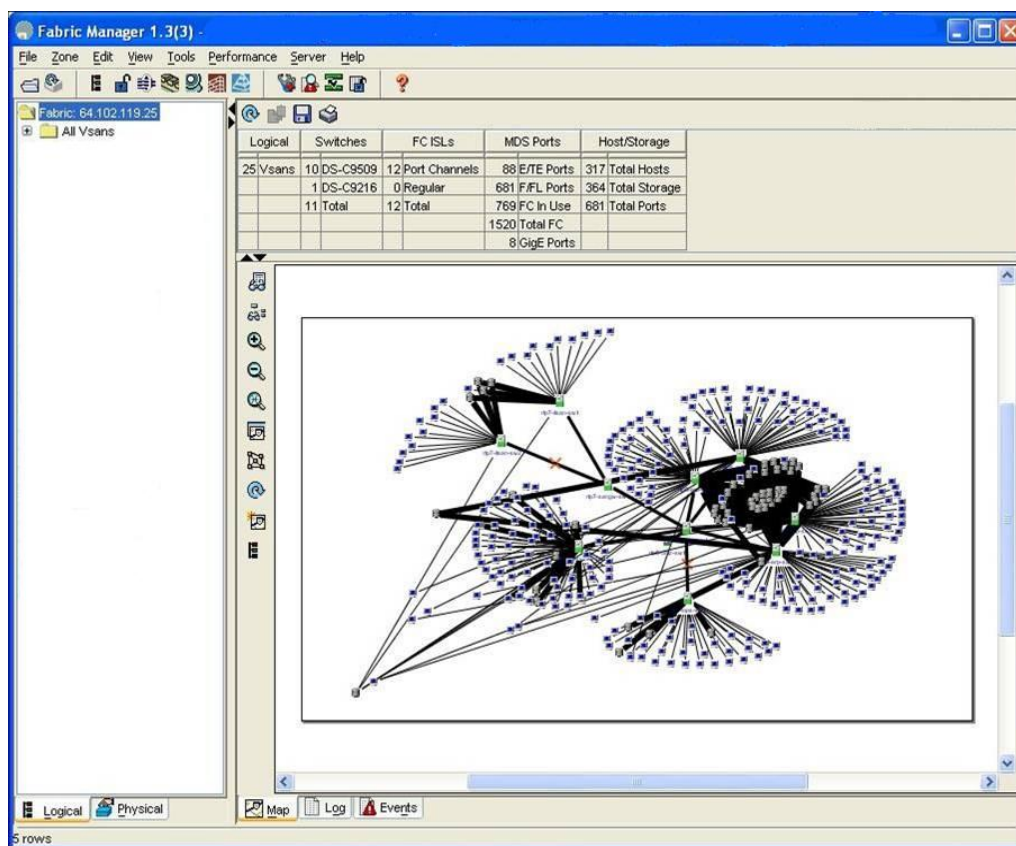 Fabric Manager 1.3(3) -
File Zone Edit View Tools Performance Server Help
Fabric: 64.102.119.25
All Vsans
Logical Switches FC ISLs MDS Ports Host/Storage
25 Vsans 10 DS-C9509 12 Port Channels 88 E/TE Ports 317 Total Hosts
1 DS-C9216 0 Regular 681 F/FL Ports 364 Total Storage
11 Total 12 Total 769 FC In Use 681 Total Ports
1520 Total FC
8 GigE Ports
Logical Physical
Map Log Events
5 rows